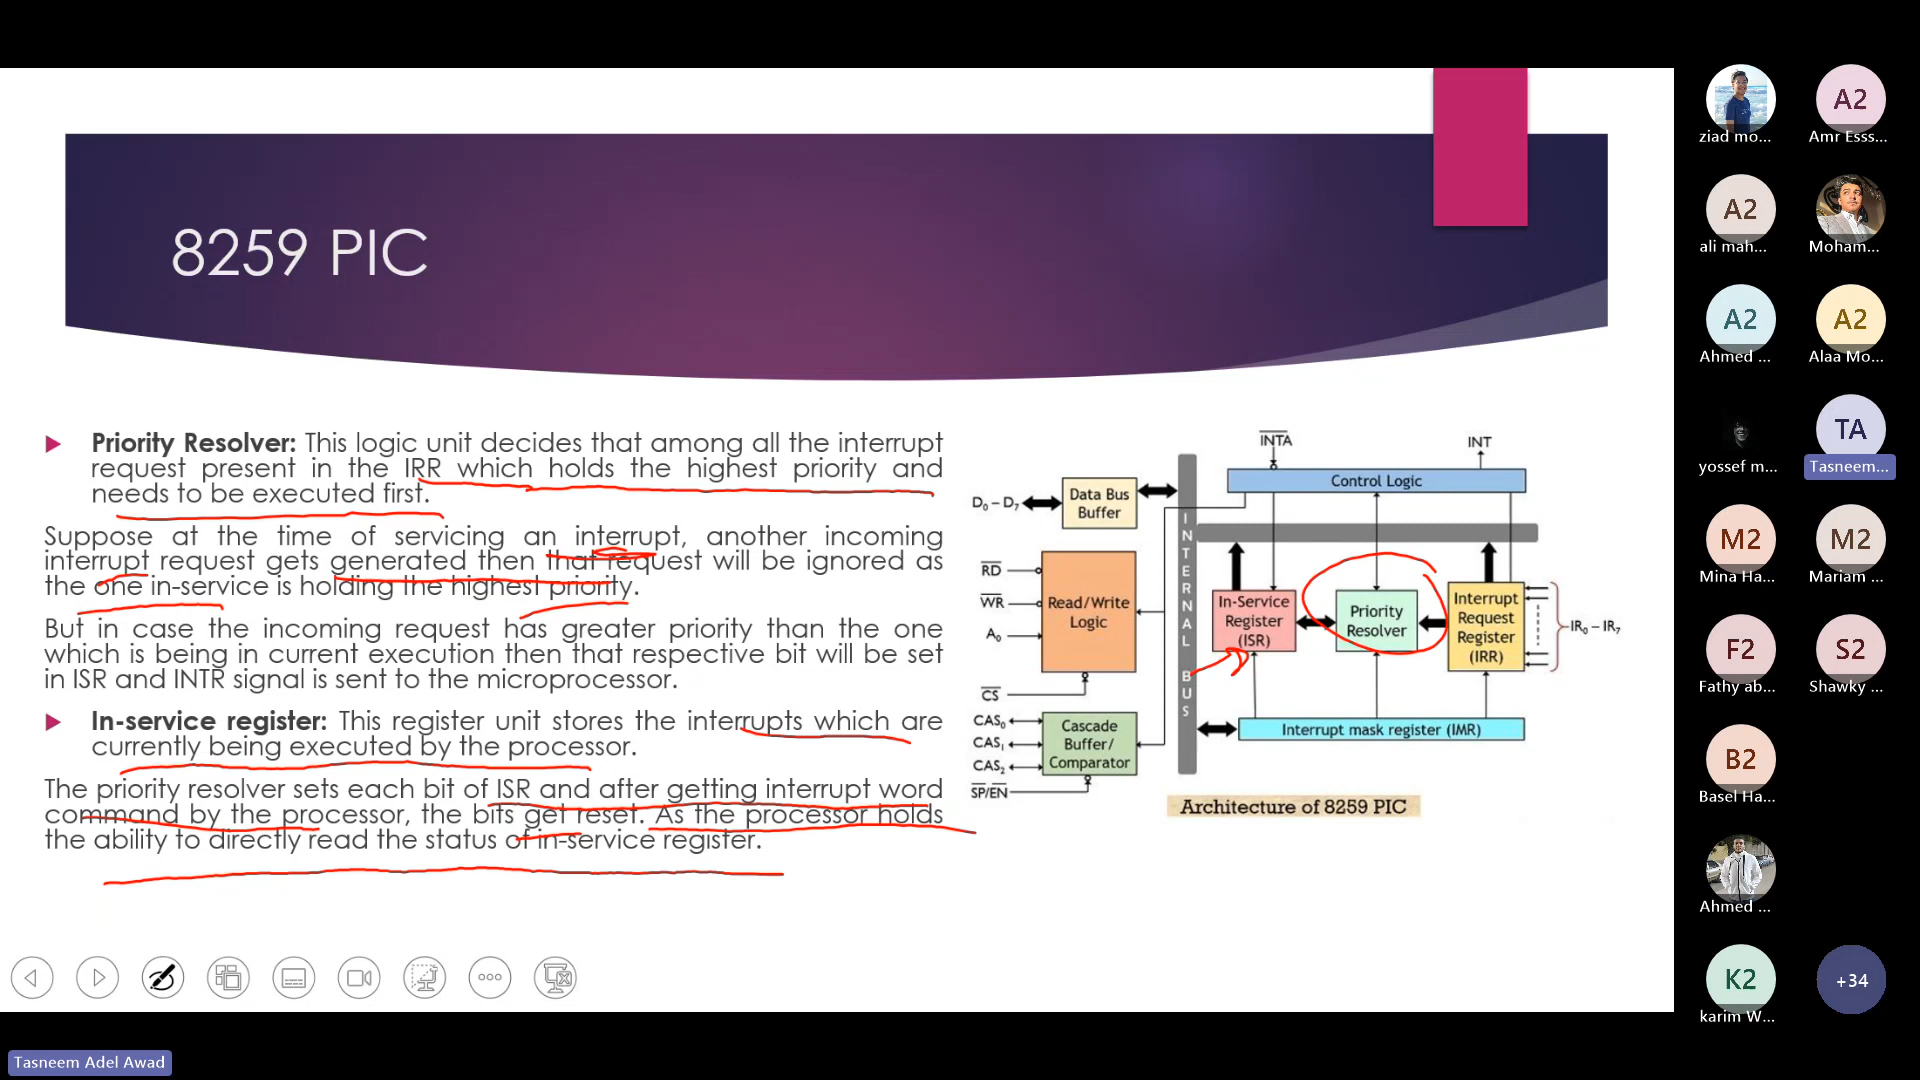 8259 PIC
Priority Resolver: This logic unit decides that among all the interrupt
request present in the IRR which holds the highest priority and
needs to be executed first.
Suppose at the time of servicing an interrupt, another incoming
interrupt request gets generated then that request will be ignored as
the one in-service is holding the highest priority.
But in case the incoming request has greater priority than the one
which is being in current execution then that respective bit will be set
in ISR and INTR signal is sent to the microprocessor.
In-service register: This register unit stores the interrupts which are
currently being executed by the processor.
The priority resolver sets each bit of ISR and after getting interrupt word
command by the processor, the bits get reset. As the processor holds
the ability to directly read the status of in-service register.
INTA
INT
Control Logic
D0 – D7
Data Bus
Buffer
INTERNAL BUS
RD
WR
A0
Read/Write
Logic
CS
In-Service
Register
(ISR)
Priority
Resolver
Interrupt
Request
Register
(IRR)
IR0 – IR7
CAS0
CAS1
CAS2
SP/EN
Cascade
Buffer/
Comparator
Interrupt mask register (IMR)
Architecture of 8259 PIC
ziad mo...
A2
Amr Esss...
A2
ali mah...
Moham...
A2
Ahmed ...
A2
Alaa Mo...
yossef m...
TA
Tasneem...
M2
Mina Ha...
M2
Mariam ...
F2
Fathy ab...
S2
Shawky ...
B2
Basel Ha...
Ahmed ...
K2
karim W...
+34
Tasneem Adel Awad